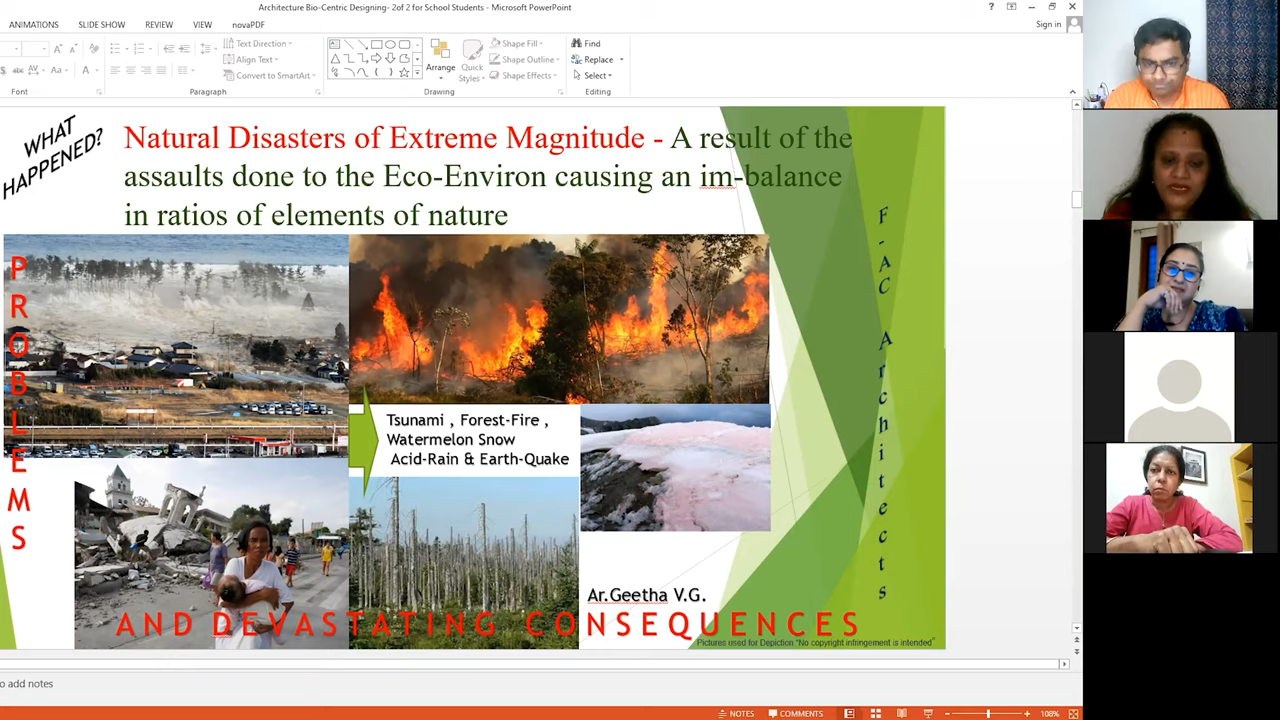 Architecture Bio-Centric Designing- 2of 2 for School Students - Microsoft PowerPoint
Sign in
ANIMATIONS SLIDE SHOW REVIEW VIEW novaPDF
Text Direction
Align Text
Convert to SmartArt
Arrange
Quick Styles
Shape Fill
Shape Outline
Shape Effects
Find
Replace
Select
Font Paragraph Drawing Editing
WHAT
HAPPENED?
Natural Disasters of Extreme Magnitude - A result of the
assaults done to the Eco-Environ causing an im-balance
in ratios of elements of nature
PROBLEMS
F-AC Architects
Tsunami , Forest-Fire ,
Watermelon Snow
Acid-Rain & Earth-Quake
Ar.Geetha V.G.
AND DEVASTATING CONSEQUENCES
Pictures used for Depiction "No copyright infringement is intended"
o add notes
NOTES COMMENTS 108%